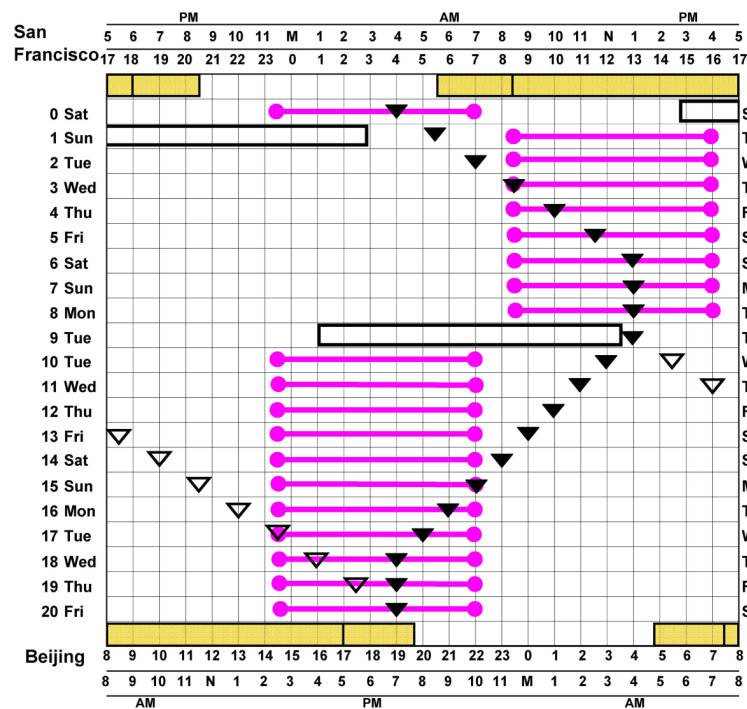 PM AM PM
San 5 6 7 8 9 10 11 M 1 2 3 4 5 6 7 8 9 10 11 N 1 2 3 4 5
Francisco 17 18 19 20 21 22 23 0 1 2 3 4 5 6 7 8 9 10 11 12 13 14 15 16 17
0 Sat S
1 Sun T
2 Tue W
3 Wed T
4 Thu F
5 Fri S
6 Sat S
7 Sun M
8 Mon T
9 Tue T
10 Tue W
11 Wed T
12 Thu F
13 Fri S
14 Sat S
15 Sun M
16 Mon T
17 Tue W
18 Wed T
19 Thu F
20 Fri S
Beijing 8 9 10 11 12 13 14 15 16 17 18 19 20 21 22 23 0 1 2 3 4 5 6 7 8
8 9 10 11 N 1 2 3 4 5 6 7 8 9 10 11 M 1 2 3 4 5 6 7 8
AM PM AM